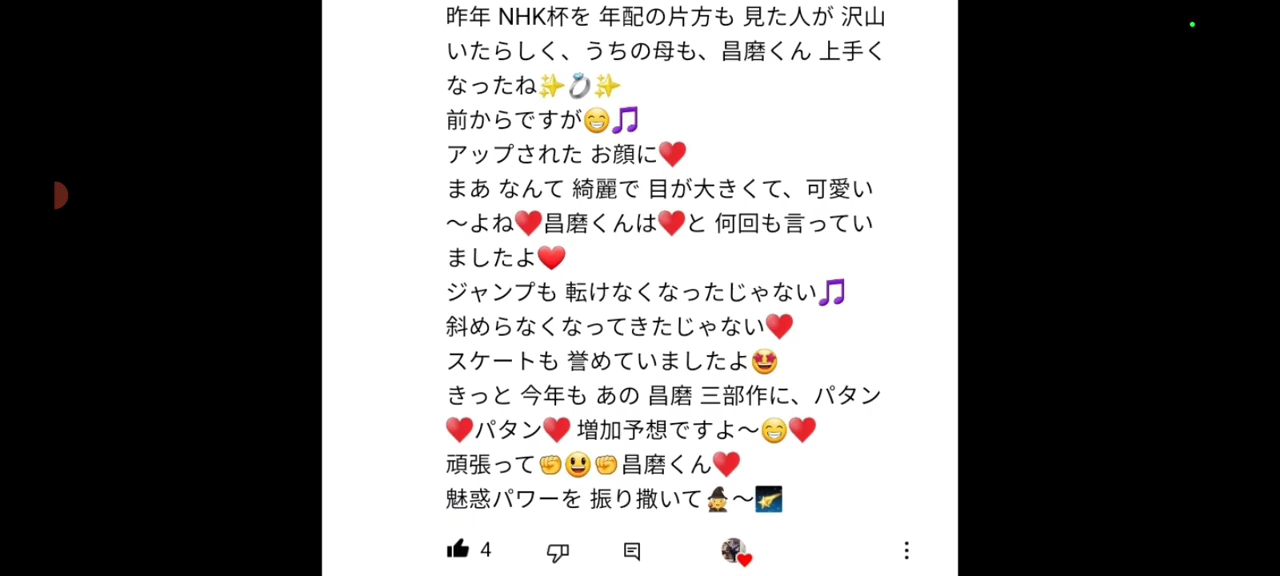 昨年 NHK杯を 年配の片方も 見た人が 沢山
いたらしく、うちの母も、昌磨くん 上手く
なったね✨💍✨
前からですが😁🎵
アップされた お顔に♥️
まあ なんて 綺麗で 目が大きくて、可愛い
〜よね♥️昌磨くんは♥️と 何回も言ってい
ましたよ♥️
ジャンプも 転けなくなったじゃない🎵
斜めらなくなってきたじゃない♥️
スケートも 誉めていましたよ🤩
きっと 今年も あの 昌磨 三部作に、パタン
♥️パタン♥️ 増加予想ですよ〜😁♥️
頑張って✊😃✊昌磨くん♥️
魅惑パワーを 振り撒いて🧙〜🌠
4